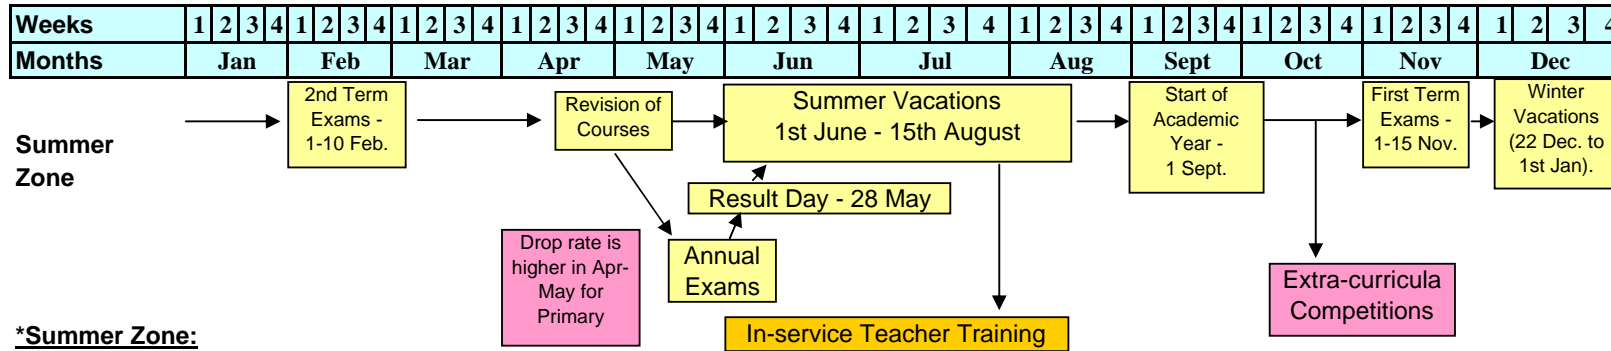 Weeks 1 2 3 4 1 2 3 4 1 2 3 4 1 2 3 4 1 2 3 4 1 2 3 4 1 2 3 4 1 2 3 4 1 2 3 4 1 2 3 4 1 2 3 4 1 2 3 4
Months Jan Feb Mar Apr May Jun Jul Aug Sept Oct Nov Dec
Summer
Zone
2nd Term
Exams -
1-10 Feb.
Revision of
Courses
Summer Vacations
1st June - 15th August
Start of
Academic
Year -
1 Sept.
First Term
Exams -
1-15 Nov.
Winter
Vacations
(22 Dec. to
1st Jan).
Result Day - 28 May
Drop rate is
higher in Apr-
May for
Primary
Annual
Exams
Extra-curricula
Competitions
In-service Teacher Training
*Summer Zone: